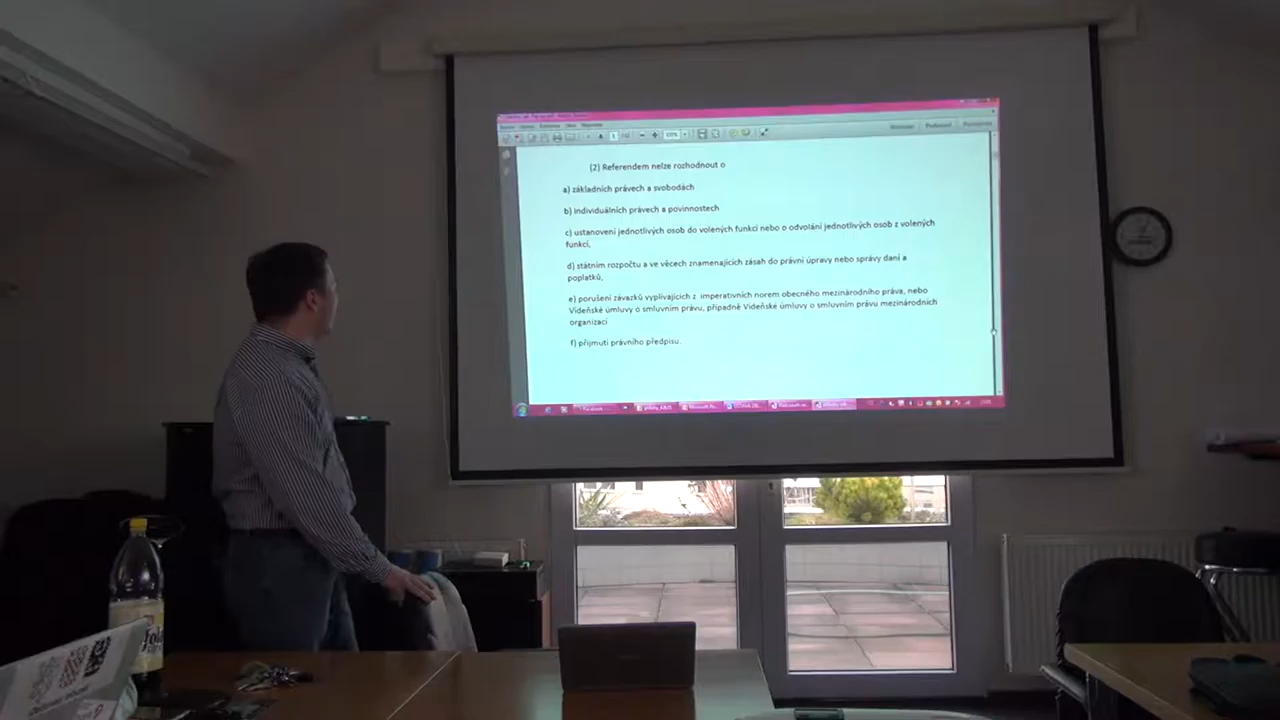 (2) Referendem nelze rozhodnout o
a) základních právech a svobodách
b) individuálních právech a povinnostech
c) ustanovení jednotlivých osob do volených funkcí nebo o odvolání jednotlivých osob z volených
funkcí,
d) státním rozpočtu a ve věcech znamenajících zásah do právní úpravy nebo správy daní a
poplatků,
e) porušení závazků vyplívajících z imperativních norem obecného mezinárodního práva, nebo
Vídeňské úmluvy o smluvním právu, případně Vídeňské úmluvy o smluvním právu mezinárodních
organizací
f) přijmutí právního předpisu.